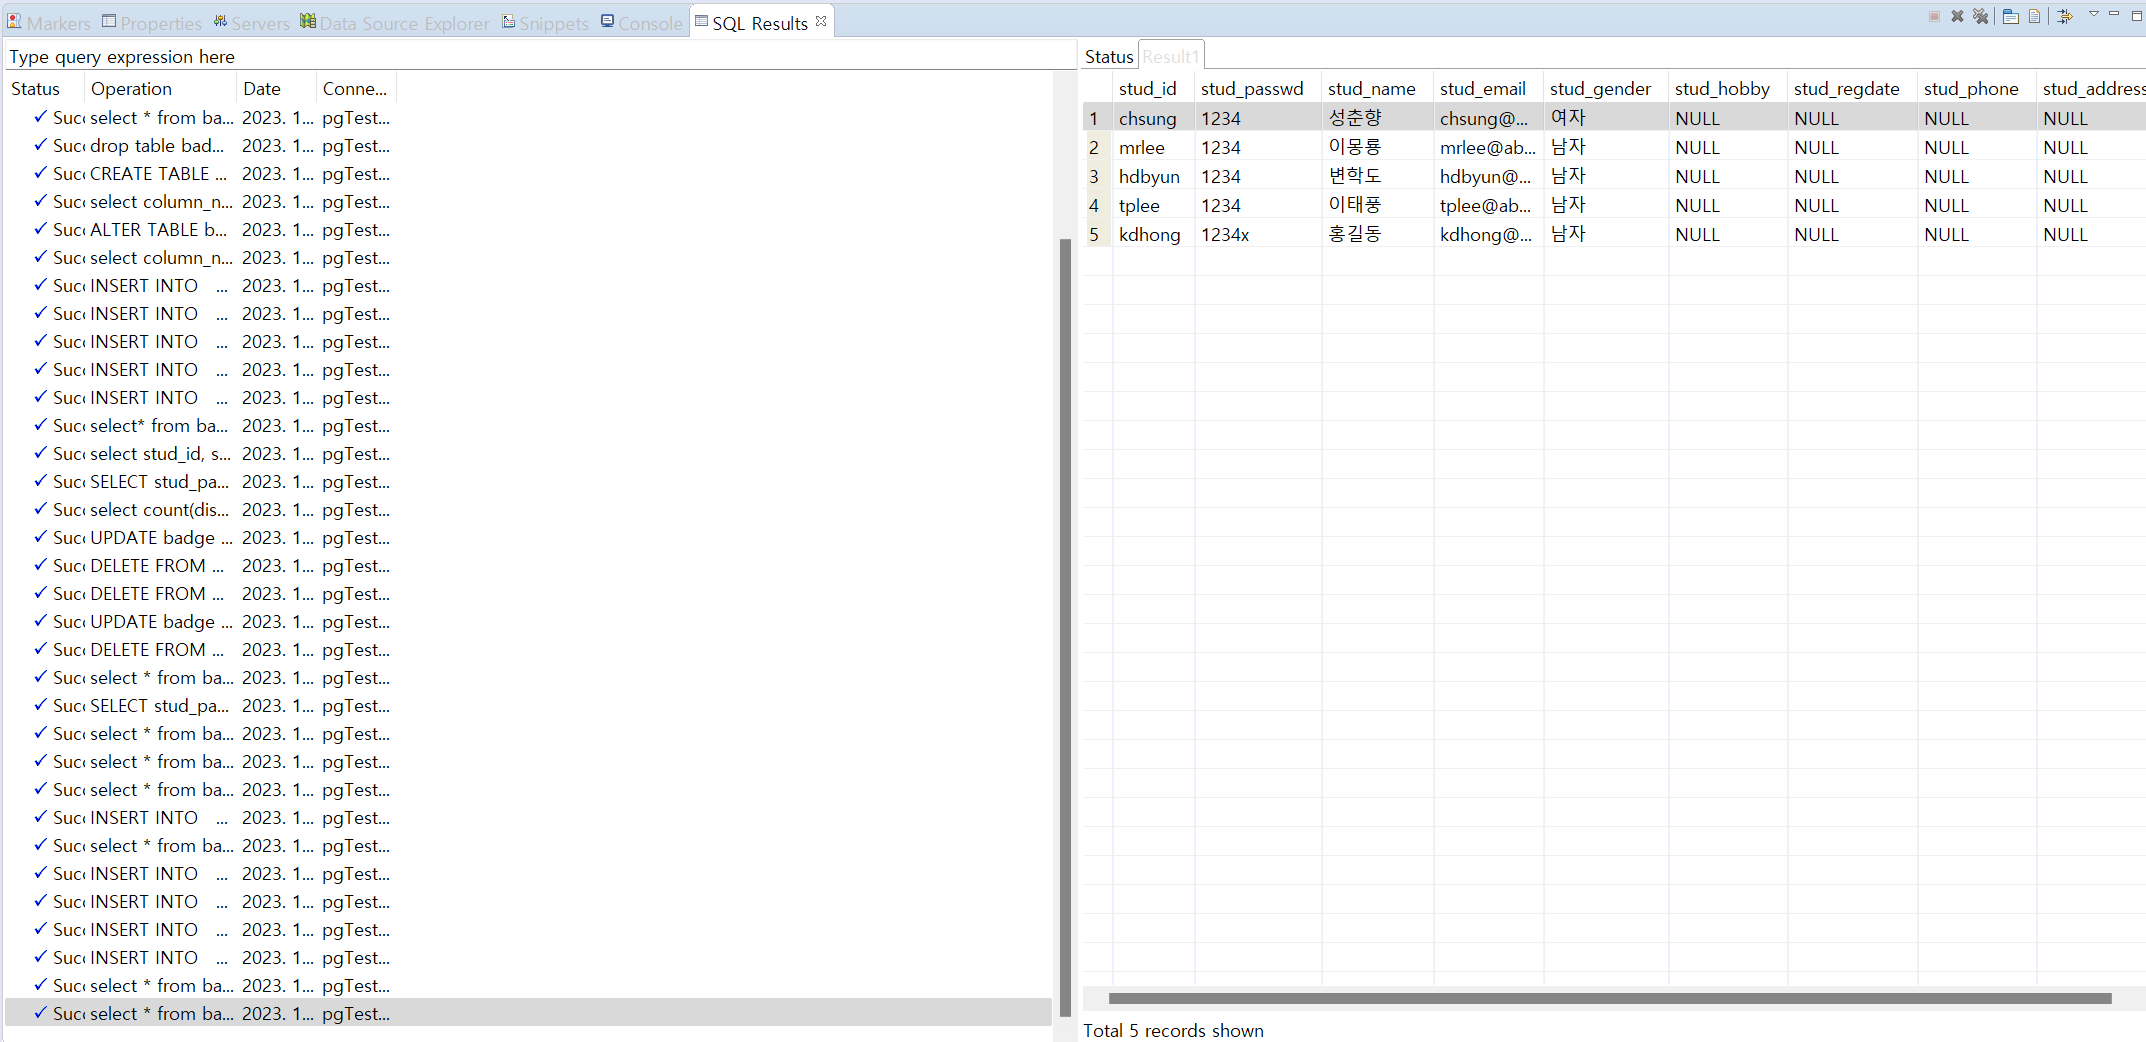 Markers Properties Servers Data Source Explorer Snippets Console SQL Results
Type query expression here
Status Operation Date Conne...
Succ select * from ba... 2023. 1... pgTest...
Succ drop table bad... 2023. 1... pgTest...
Succ CREATE TABLE ... 2023. 1... pgTest...
Succ select column_n... 2023. 1... pgTest...
Succ ALTER TABLE b... 2023. 1... pgTest...
Succ select column_n... 2023. 1... pgTest...
Succ INSERT INTO ... 2023. 1... pgTest...
Succ INSERT INTO ... 2023. 1... pgTest...
Succ INSERT INTO ... 2023. 1... pgTest...
Succ INSERT INTO ... 2023. 1... pgTest...
Succ INSERT INTO ... 2023. 1... pgTest...
Succ select* from ba... 2023. 1... pgTest...
Succ select stud_id, s... 2023. 1... pgTest...
Succ SELECT stud_pa... 2023. 1... pgTest...
Succ select count(dis... 2023. 1... pgTest...
Succ UPDATE badge ... 2023. 1... pgTest...
Succ DELETE FROM ... 2023. 1... pgTest...
Succ DELETE FROM ... 2023. 1... pgTest...
Succ UPDATE badge ... 2023. 1... pgTest...
Succ DELETE FROM ... 2023. 1... pgTest...
Succ select * from ba... 2023. 1... pgTest...
Succ SELECT stud_pa... 2023. 1... pgTest...
Succ select * from ba... 2023. 1... pgTest...
Succ select * from ba... 2023. 1... pgTest...
Succ select * from ba... 2023. 1... pgTest...
Succ INSERT INTO ... 2023. 1... pgTest...
Succ select * from ba... 2023. 1... pgTest...
Succ INSERT INTO ... 2023. 1... pgTest...
Succ INSERT INTO ... 2023. 1... pgTest...
Succ INSERT INTO ... 2023. 1... pgTest...
Succ INSERT INTO ... 2023. 1... pgTest...
Succ select * from ba... 2023. 1... pgTest...
Succ select * from ba... 2023. 1... pgTest...
Status Result1
stud_id stud_passwd stud_name stud_email stud_gender stud_hobby stud_regdate stud_phone stud_address
1 chsung 1234 성춘향 chsung@... 여자 NULL NULL NULL NULL
2 mrlee 1234 이몽룡 mrlee@ab... 남자 NULL NULL NULL NULL
3 hdbyun 1234 변학도 hdbyun@... 남자 NULL NULL NULL NULL
4 tplee 1234 이태풍 tplee@ab... 남자 NULL NULL NULL NULL
5 kdhong 1234x 홍길동 kdhong@... 남자 NULL NULL NULL NULL
Total 5 records shown